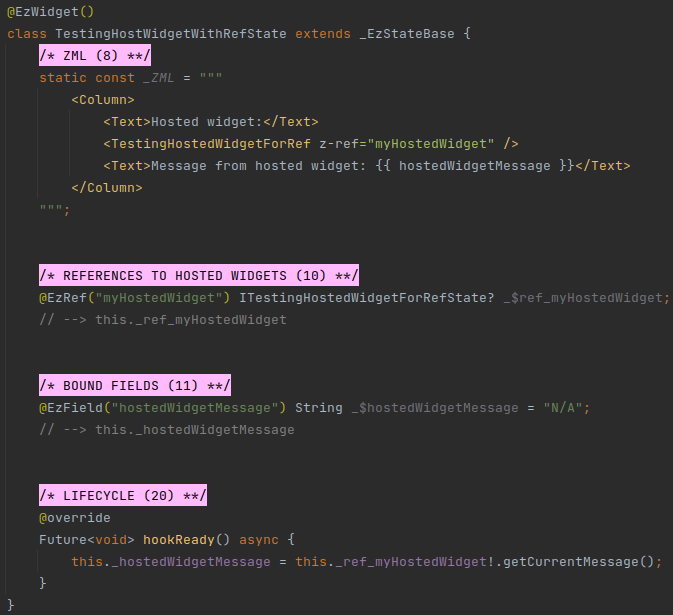 @EzWidget()
class TestingHostWidgetWithRefState extends _EzStateBase {
    /* ZML (8) **/
    static const _ZML = """
        <Column>
            <Text>Hosted widget:</Text>
            <TestingHostedWidgetForRef z-ref="myHostedWidget" />
            <Text>Message from hosted widget: {{ hostedWidgetMessage }}</Text>
        </Column>
    """;
    /* REFERENCES TO HOSTED WIDGETS (10) **/
    @EzRef("myHostedWidget") ITestingHostedWidgetForRefState? _$ref_myHostedWidget;
    // --> this._ref_myHostedWidget
    /* BOUND FIELDS (11) **/
    @EzField("hostedWidgetMessage") String _$hostedWidgetMessage = "N/A";
    // --> this._hostedWidgetMessage
    /* LIFECYCLE (20) **/
    @override
    Future<void> hookReady() async {
        this._hostedWidgetMessage = this._ref_myHostedWidget!.getCurrentMessage();
    }
}